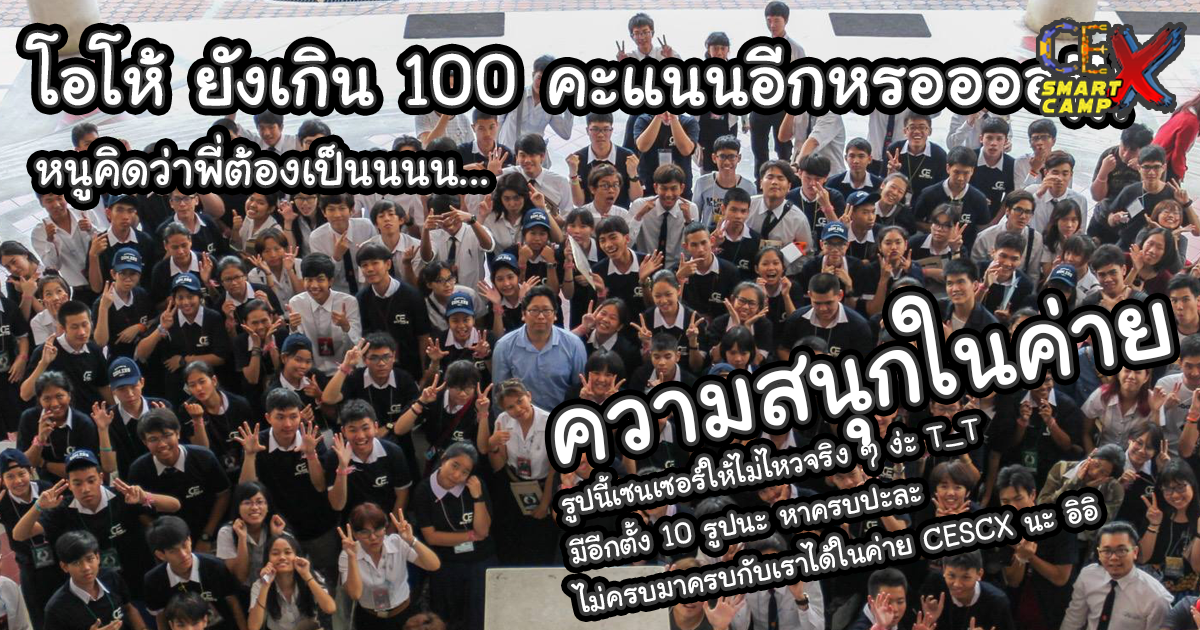 โอโห้ ยังเกิน 100 คะแนนอีกหรอออออ
CE X
SMART
CAMP
หนูคิดว่าพี่ต้องเป็นนนน...
ความสนุกในค่าย
รูปนี้เซนเซอร์ให้ไม่ไหวจริง ๆ ง่ะ T_T
มีอีกตั้ง 10 รูปนะ หาครบปะละ
ไม่ครบมาครบกับเราได้ในค่าย CESCX นะ อิอิ